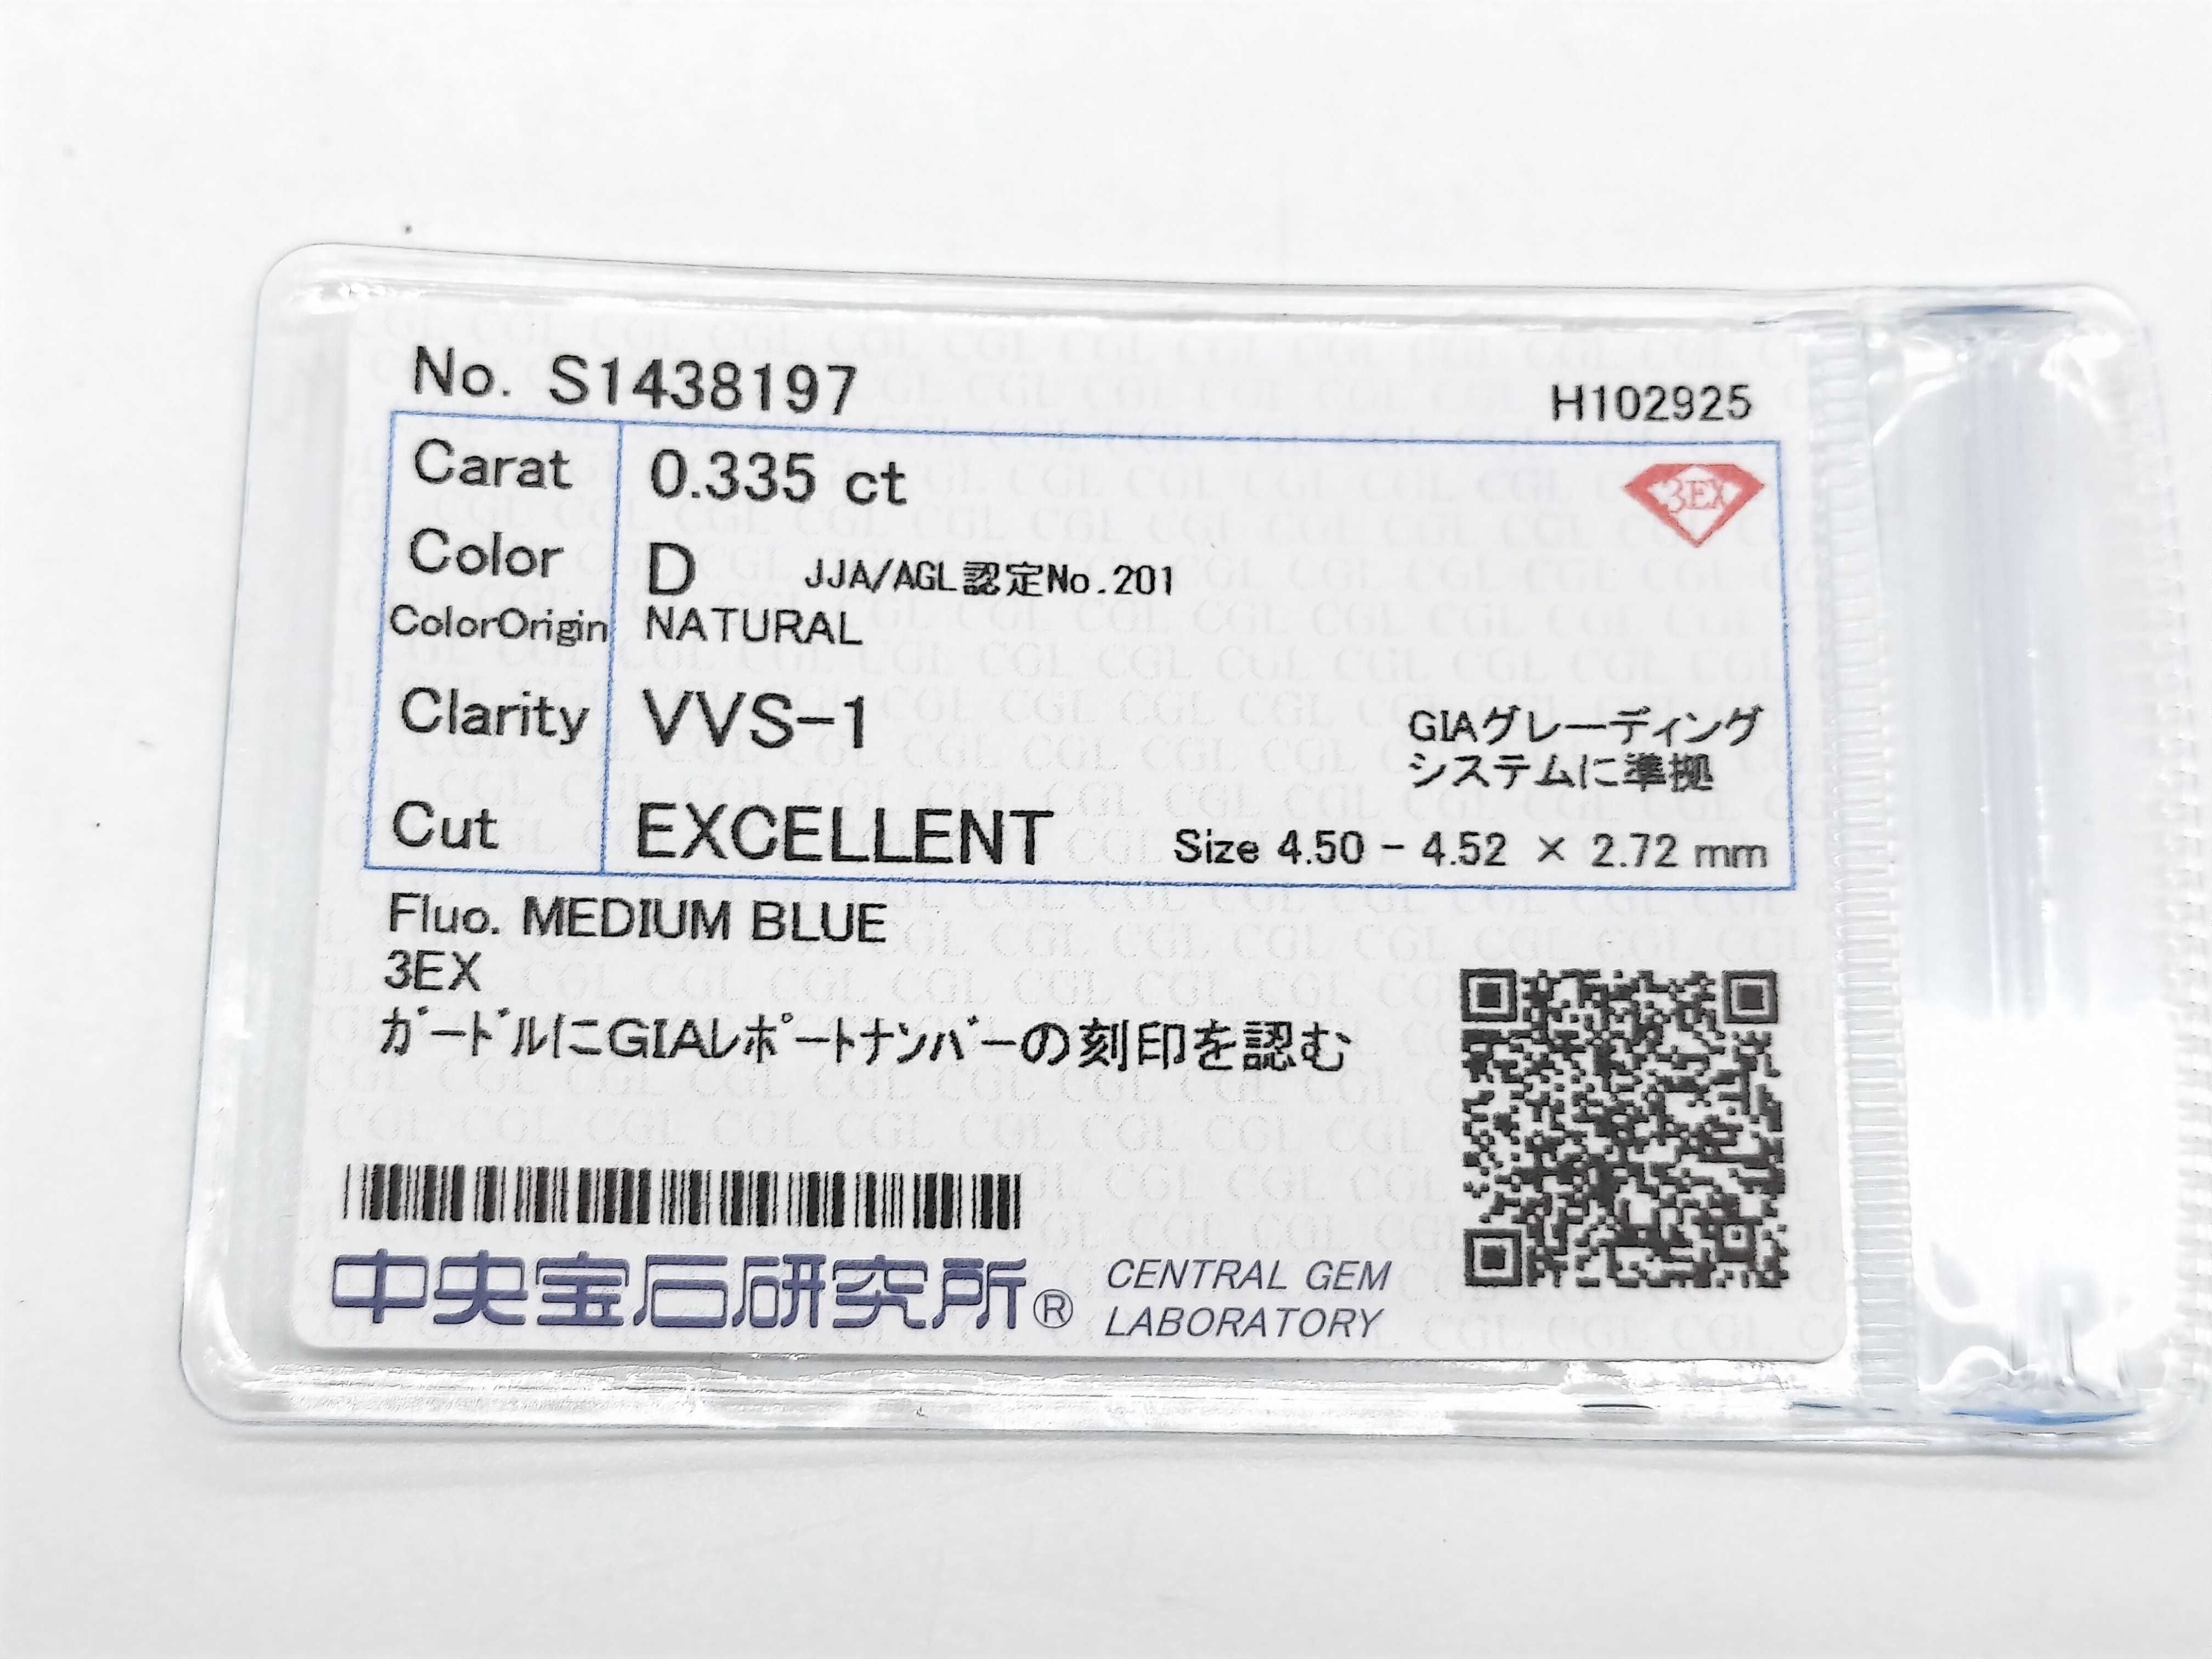 No. S1438197
H102925
Carat 0.335 ct
3EX
Color D JJA/AGL認定No.201
ColorOrigin NATURAL
Clarity VVS-1
GIAグレーディング
システムに準拠
Cut EXCELLENT Size 4.50 - 4.52 × 2.72 mm
Fluo. MEDIUM BLUE
3EX
ｶﾞｰﾄﾞﾙにGIAﾚﾎﾟｰﾄﾅﾝﾊﾞｰの刻印を認む
中央宝石研究所®
CENTRAL GEM
LABORATORY